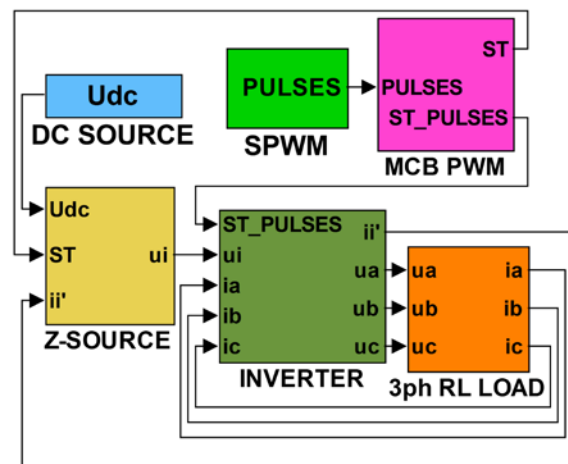 ST
PULSES
PULSES
ST_PULSES
SPWM
MCB PWM
Udc
DC SOURCE
Udc
ST
ui
ii'
Z-SOURCE
ST_PULSES
ii'
ui
ia
ua
ib
ub
ic
uc
INVERTER
ua
ia
ub
ib
uc
ic
3ph RL LOAD